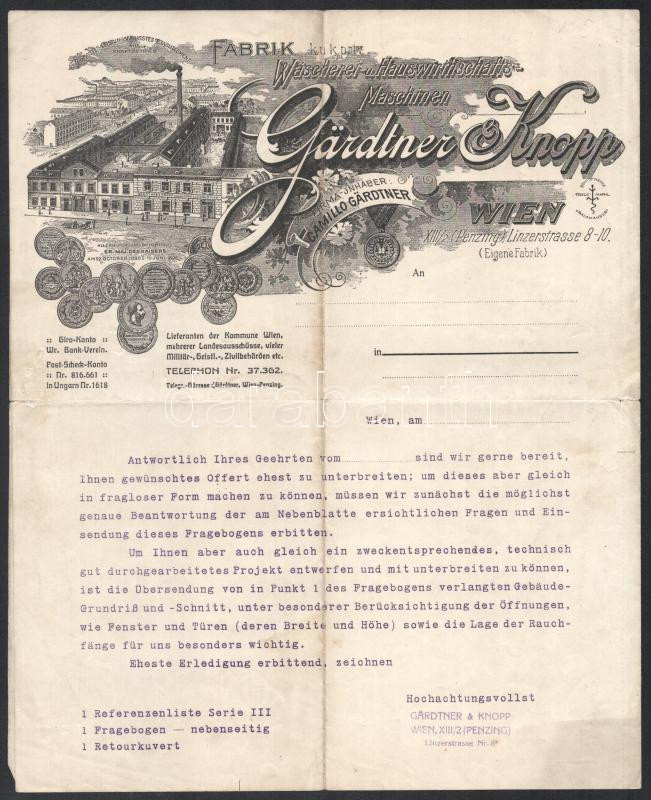 FABRIK k.u.k. priv.
Wäscherei- u. Hauswirthschafts-
Maschinen
Gärdtner & Knopp
FIRMA-INHABER:
CAMILLO GÄRDTNER
WIEN
TRADE MARK
XIII/2 (Penzing) Linzerstrasse 8-10.
(Eigene Fabrik)
An
in
:: Giro-Konto ::
Wr. Bank-Verein.
Post-Scheck-Konto
:: Nr. 816.661 ::
in Ungarn Nr. 1618
Lieferanten der Kommune Wien,
mehrerer Landesausschüsse, vieler
Militär-, Geistl.-, Zivilbehörden etc.
TELEPHON Nr. 37.362.
Telegr.-Adresse: Gärdtner, Wien-Penzing.
darabanth
Wien, am
Antwortlich Ihres Geehrten vom sind wir gerne bereit,
Ihnen gewünschtes Offert ehest zu unterbreiten; um dieses aber gleich
in fragloser Form machen zu können, müssen wir zunächst die möglichst
genaue Beantwortung der am Nebenblatte ersichtlichen Fragen und Ein-
sendung dieses Fragebogens erbitten.
Um Ihnen aber auch gleich ein zweckentsprechendes, technisch
gut durchgearbeitetes Projekt entwerfen und mit unterbreiten zu können,
ist die Übersendung von in Punkt 1 des Fragebogens verlangten Gebäude-
Grundriß und -Schnitt, unter besonderer Berücksichtigung der Öffnungen,
wie Fenster und Türen (deren Breite und Höhe) sowie die Lage der Rauch-
fänge für uns besonders wichtig.
Eheste Erledigung erbittend, zeichnen
Hochachtungsvollst
GÄRDTNER & KNOPP
WIEN, XIII/2 (PENZING)
Linzerstrasse Nr. 8
1 Referenzenliste Serie III
1 Fragebogen — nebenseitig
1 Retourkuvert